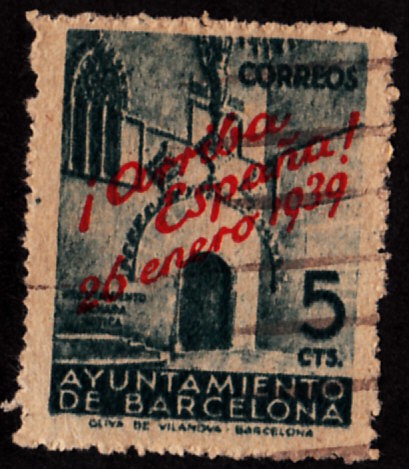 CORREOS
¡Arriba
España!
26 enero 1939
5
CTS.
AYUNTAMIENTO
DE BARCELONA
OLIVA DE VILANOVA - BARCELONA